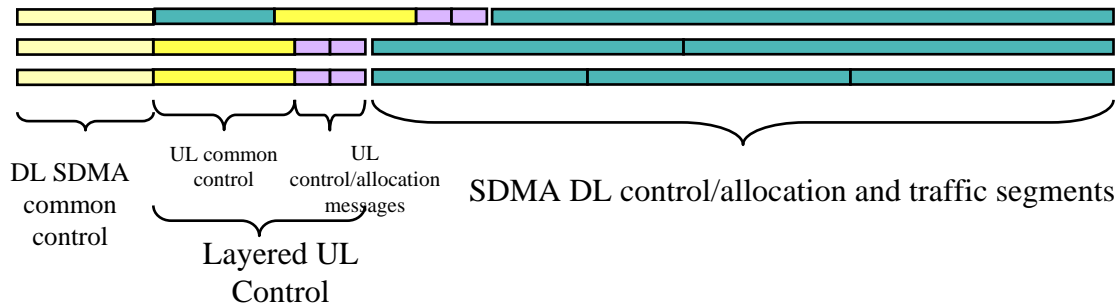 DL SDMA
common
control
UL common
control
UL
control/allocation
messages
SDMA DL control/allocation and traffic segments
Layered UL
Control